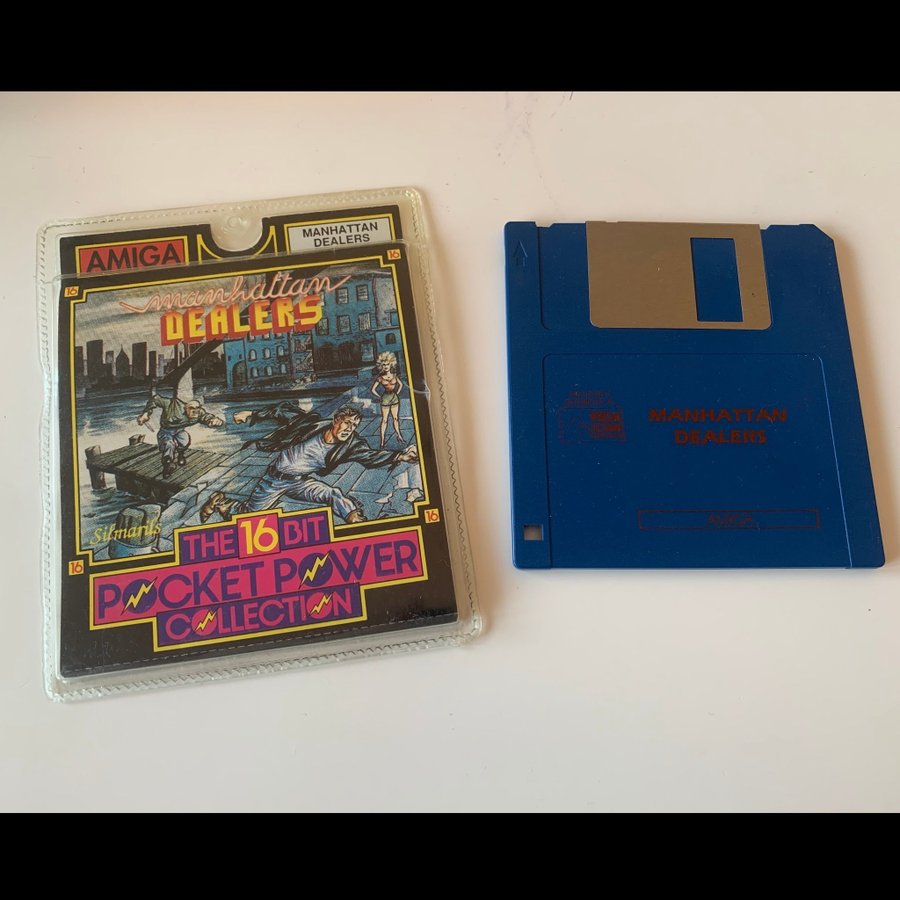 AMIGA
MANHATTAN
DEALERS
16
16
manhattan
DEALERS
Silmarils
16
16
THE 16 BIT
POCKET POWER
COLLECTION
MANHATTAN
DEALERS
AMIGA